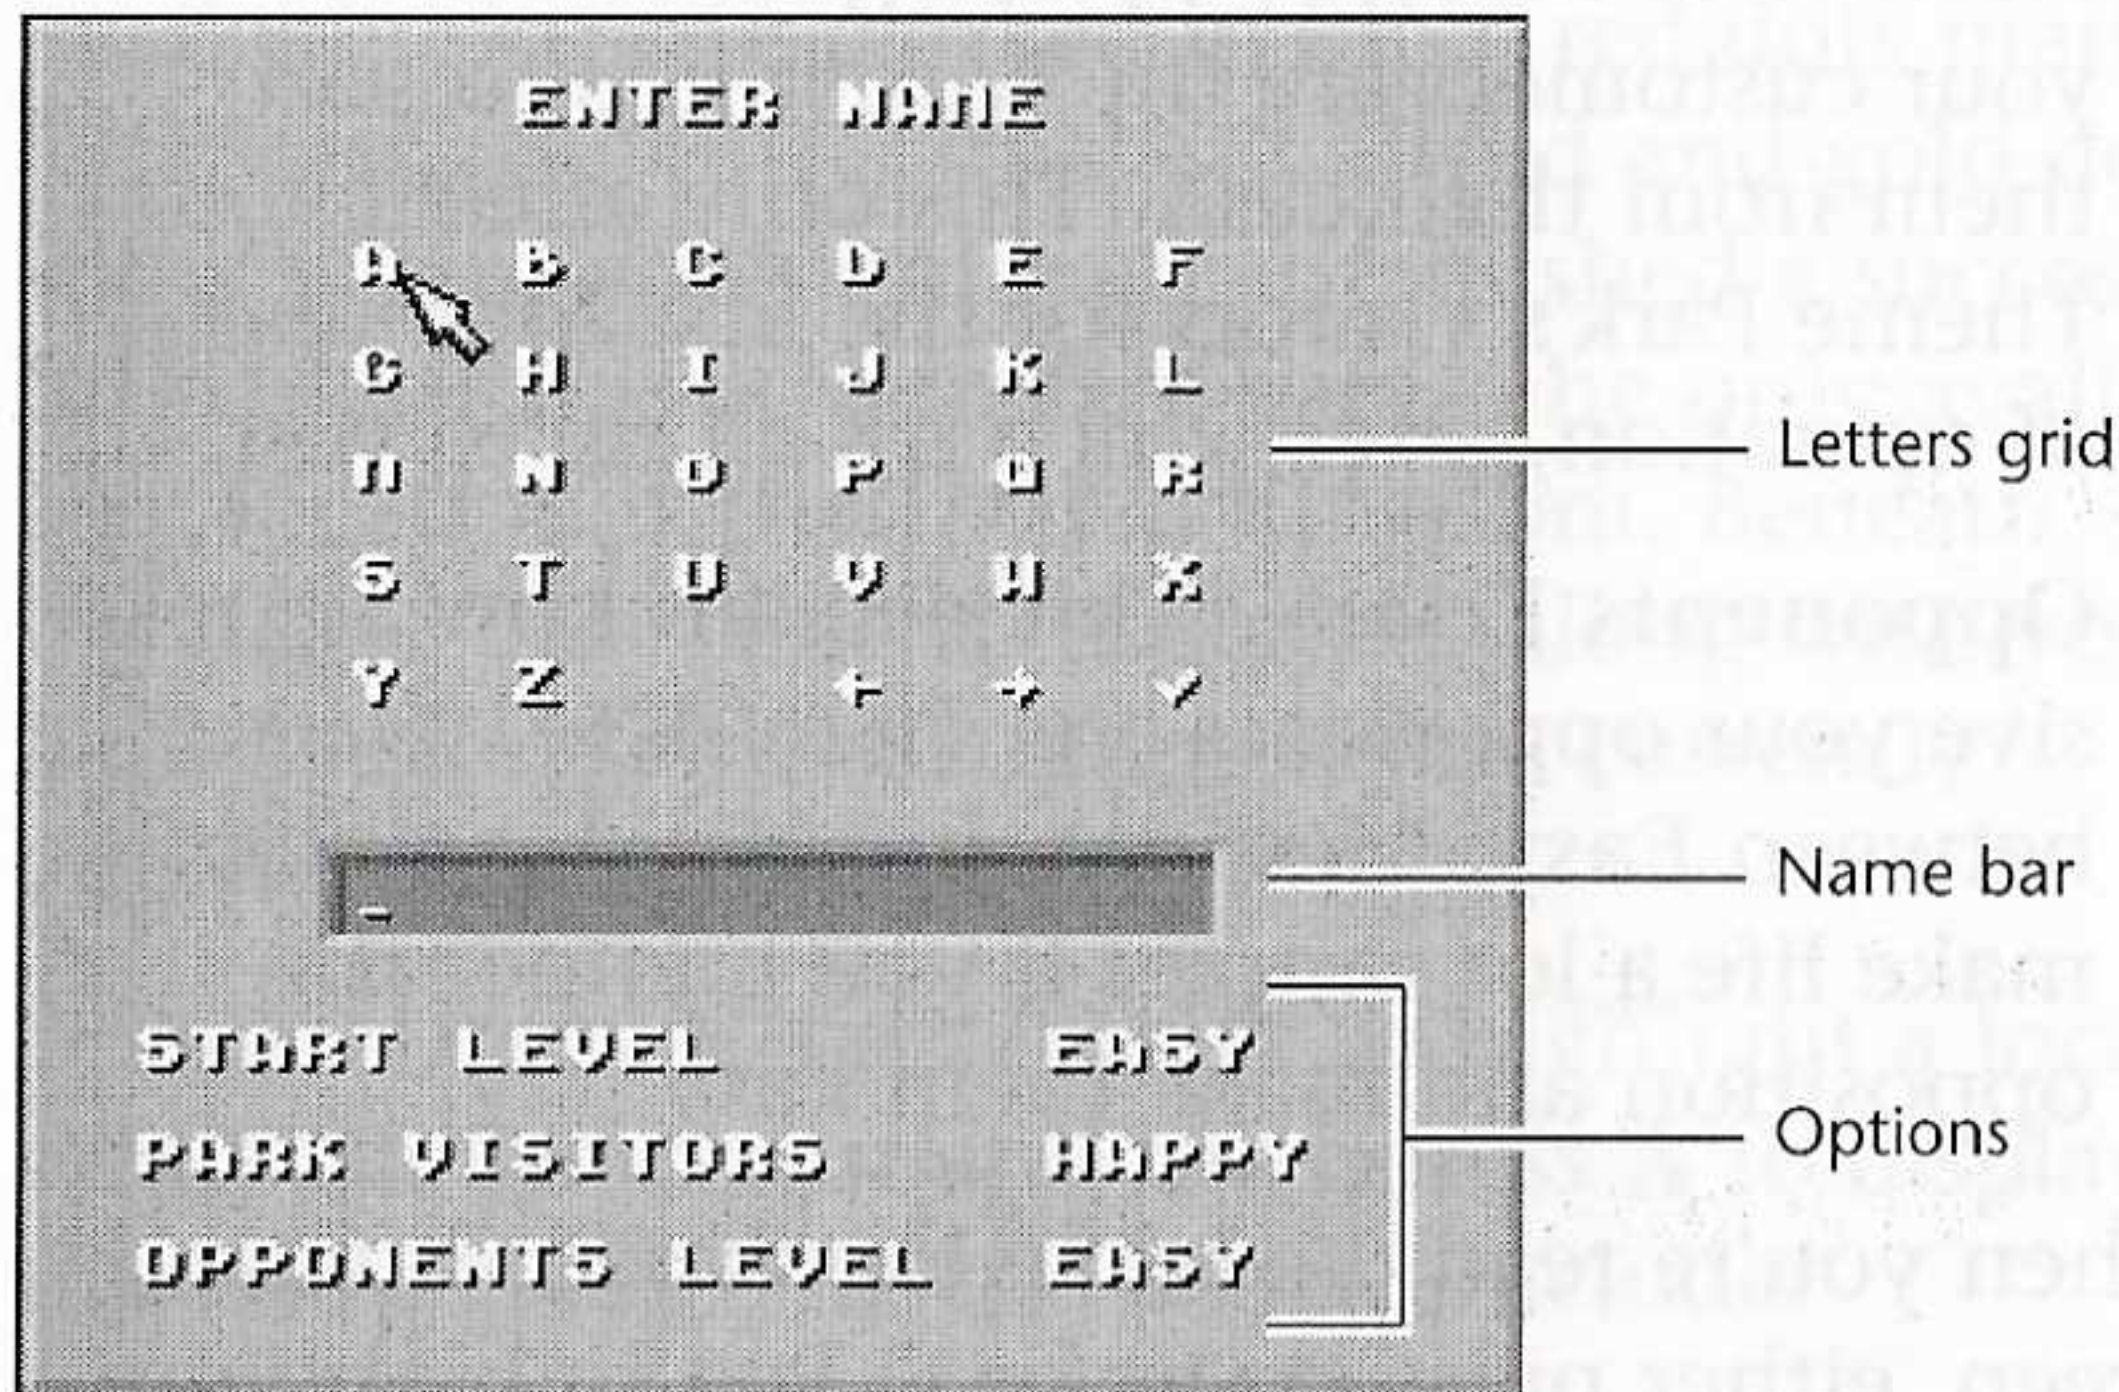 ENTER NAME
A B C D E F
G H I J K L
M N O P Q R
S T U V W X
Y Z ← → ✓
Letters grid
Name bar
START LEVEL EASY
PARK VISITORS HAPPY
OPPONENTS LEVEL EASY
Options